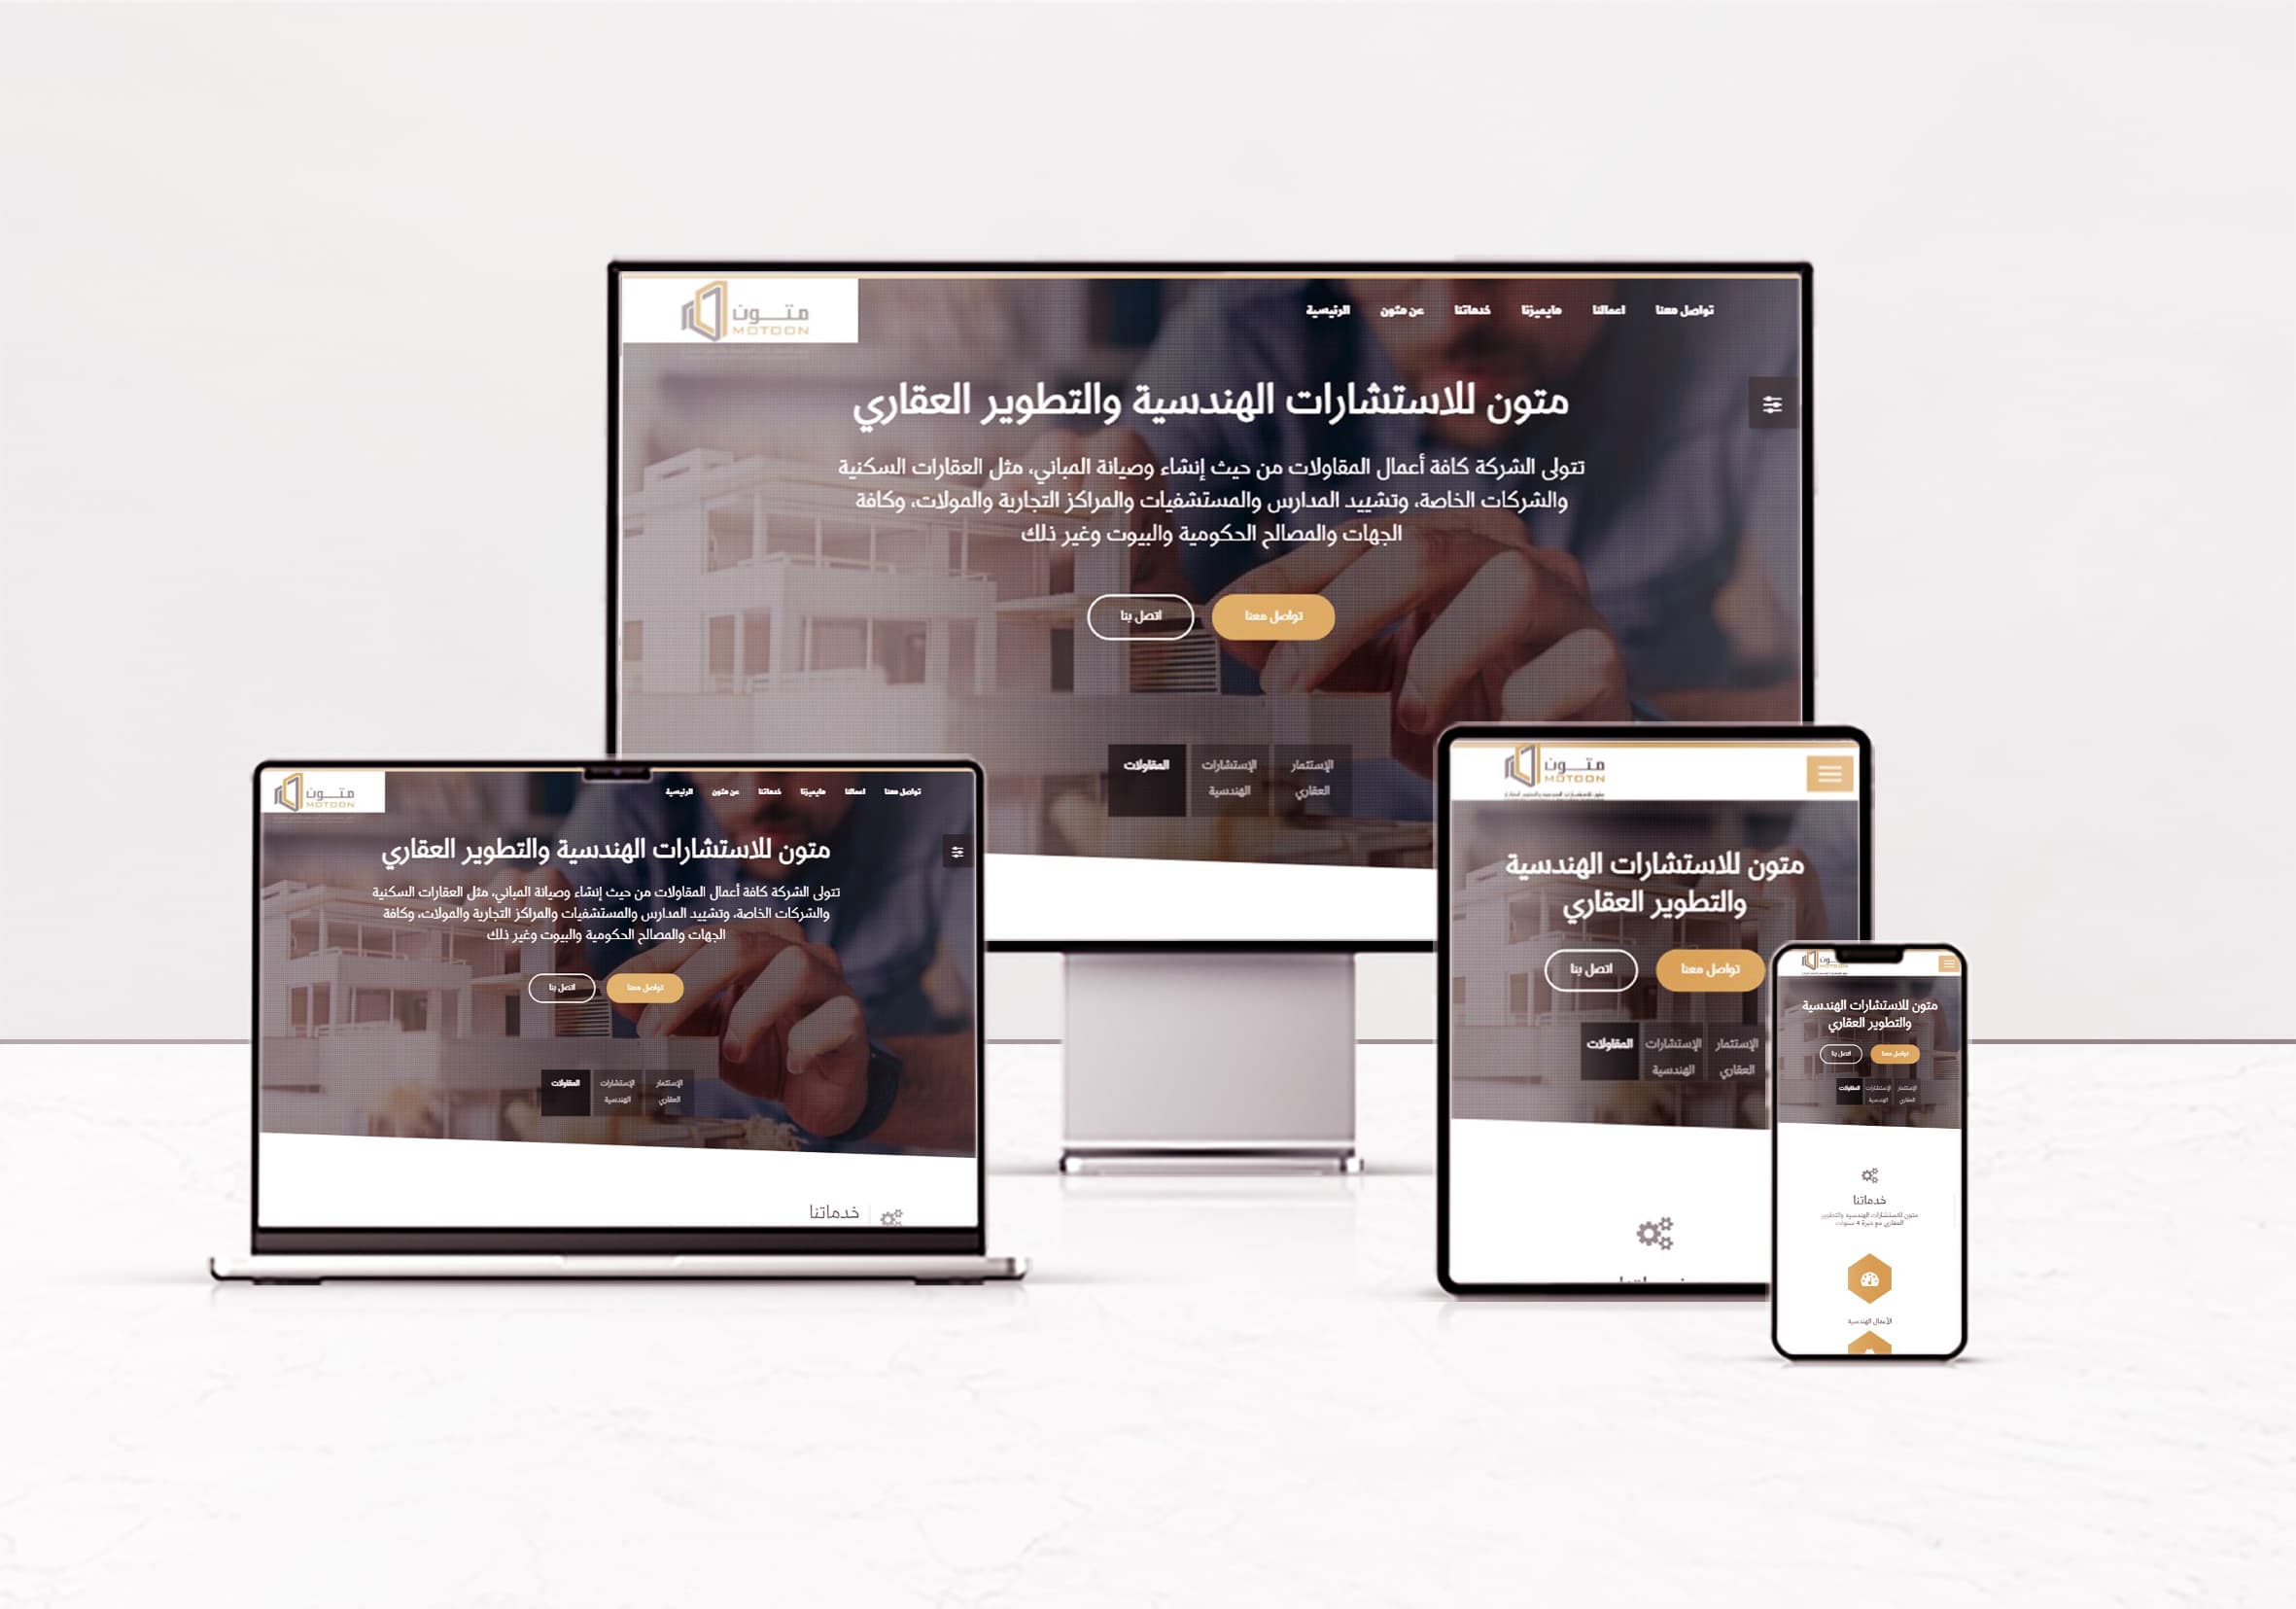 متـــون
MOTOON
الرئيسية
عن متون
خدماتنا
مايميزنا
اعمالنا
تواصل معنا
متون للاستشارات الهندسية والتطوير العقاري
تتولى الشركة كافة أعمال المقاولات من حيث إنشاء وصيانة المباني، مثل العقارات السكنية
والشركات الخاصة، وتشييد المدارس والمستشفيات والمراكز التجارية والمولات، وكافة
الجهات والمصالح الحكومية والبيوت وغير ذلك
تواصل معنا
اتصل بنا
الإستثمار
العقاري
الإستشارات
الهندسية
المقاولات
متـــون
MOTOON
الرئيسية
عن متون
خدماتنا
مايميزنا
اعمالنا
تواصل معنا
متون للاستشارات الهندسية والتطوير العقاري
تتولى الشركة كافة أعمال المقاولات من حيث إنشاء وصيانة المباني، مثل العقارات السكنية
والشركات الخاصة، وتشييد المدارس والمستشفيات والمراكز التجارية والمولات، وكافة
الجهات والمصالح الحكومية والبيوت وغير ذلك
تواصل معنا
اتصل بنا
الإستثمار
العقاري
الإستشارات
الهندسية
المقاولات
خدماتنا
متـــون
MOTOON
متون للاستشارات الهندسية
والتطوير العقاري
تواصل معنا
اتصل بنا
الإستثمار
العقاري
الإستشارات
الهندسية
المقاولات
متون للاستشارات الهندسية
والتطوير العقاري
تواصل معنا
اتصل بنا
الإستثمار
العقاري
الإستشارات
الهندسية
المقاولات
خدماتنا
متون للاستشارات الهندسية والتطوير
العقاري مع خبرة 4 سنوات
الأعمال الهندسية